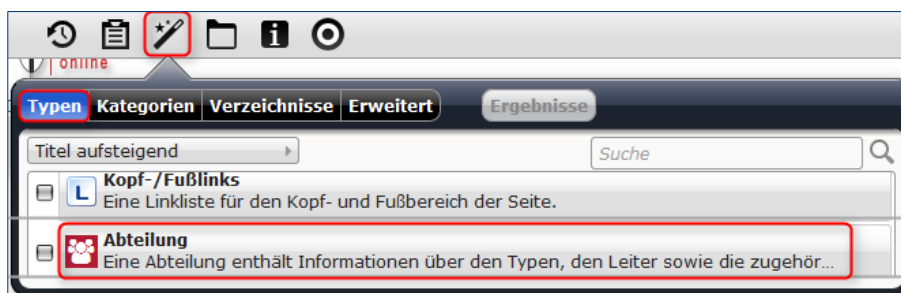 online
Typen Kategorien Verzeichnisse Erweitert Ergebnisse
Titel aufsteigend Suche
L Kopf-/Fußlinks
Eine Linkliste für den Kopf- und Fußbereich der Seite.
Abteilung
Eine Abteilung enthält Informationen über den Typen, den Leiter sowie die zugehör...